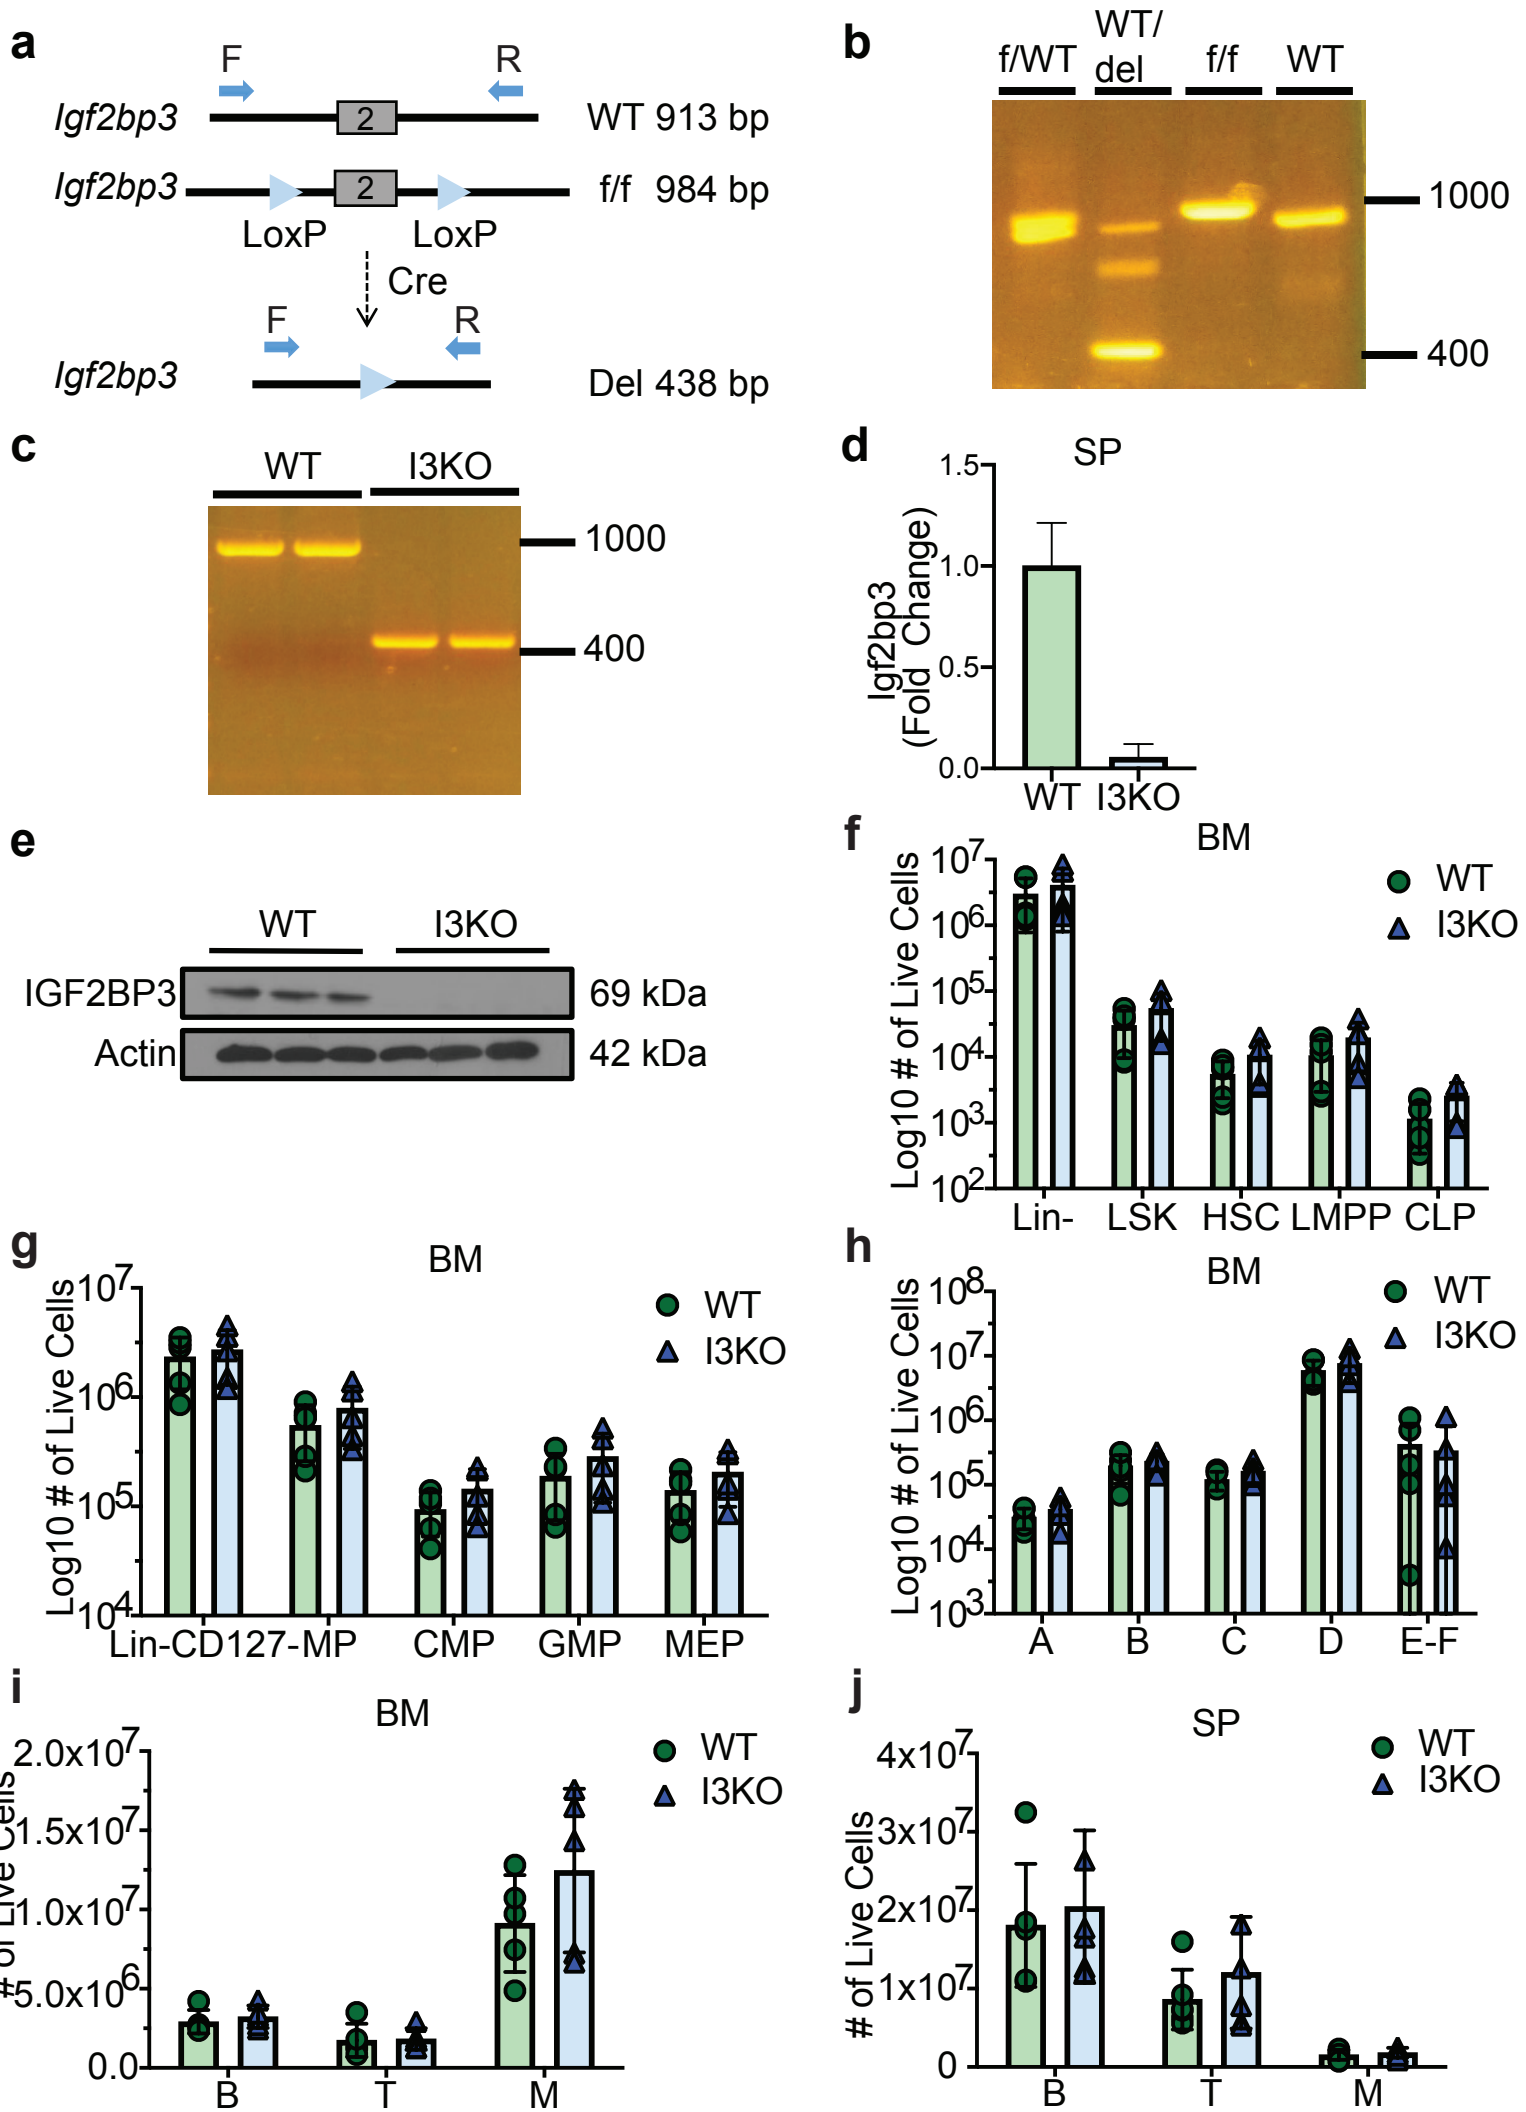 a
F R
Igf2bp3 2 WT 913 bp
Igf2bp3 2 f/f 984 bp
LoxP LoxP
Cre
F R
Igf2bp3 Del 438 bp
b
f/WT WT/del f/f WT
1000
400
c
WT I3KO
1000
400
d
SP
Igf2bp3
(Fold Change)
1.5
1.0
0.5
0.0
WT I3KO
e
WT I3KO
IGF2BP3 69 kDa
Actin 42 kDa
f
BM
WT
I3KO
Log10 # of Live Cells
10^7
10^6
10^5
10^4
10^3
10^2
Lin- LSK HSC LMPP CLP
g
BM
WT
I3KO
Log10 # of Live Cells
10^7
10^6
10^5
10^4
Lin-CD127-MP CMP GMP MEP
h
BM
WT
I3KO
Log10 # of Live Cells
10^8
10^7
10^6
10^5
10^4
10^3
A B C D E-F
i
BM
WT
I3KO
# of Live Cells
2.0x10^7
1.5x10^7
1.0x10^7
5.0x10^6
0.0
B T M
j
SP
WT
I3KO
# of Live Cells
4x10^7
3x10^7
2x10^7
1x10^7
0
B T M